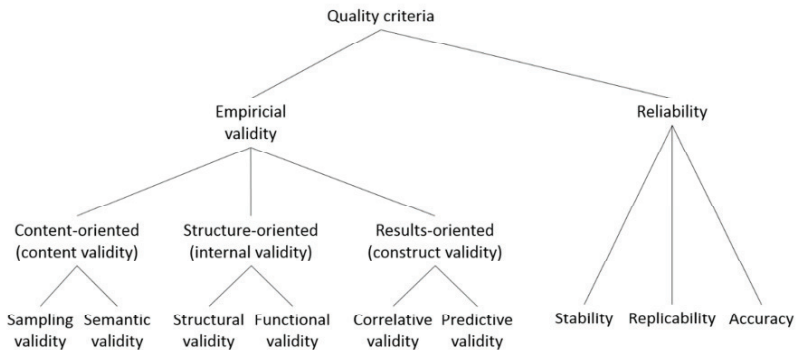 Quality criteria
Empiricial
validity
Reliability
Content-oriented
(content validity)
Structure-oriented
(internal validity)
Results-oriented
(construct validity)
Sampling
validity
Semantic
validity
Structural
validity
Functional
validity
Correlative
validity
Predictive
validity
Stability
Replicability
Accuracy